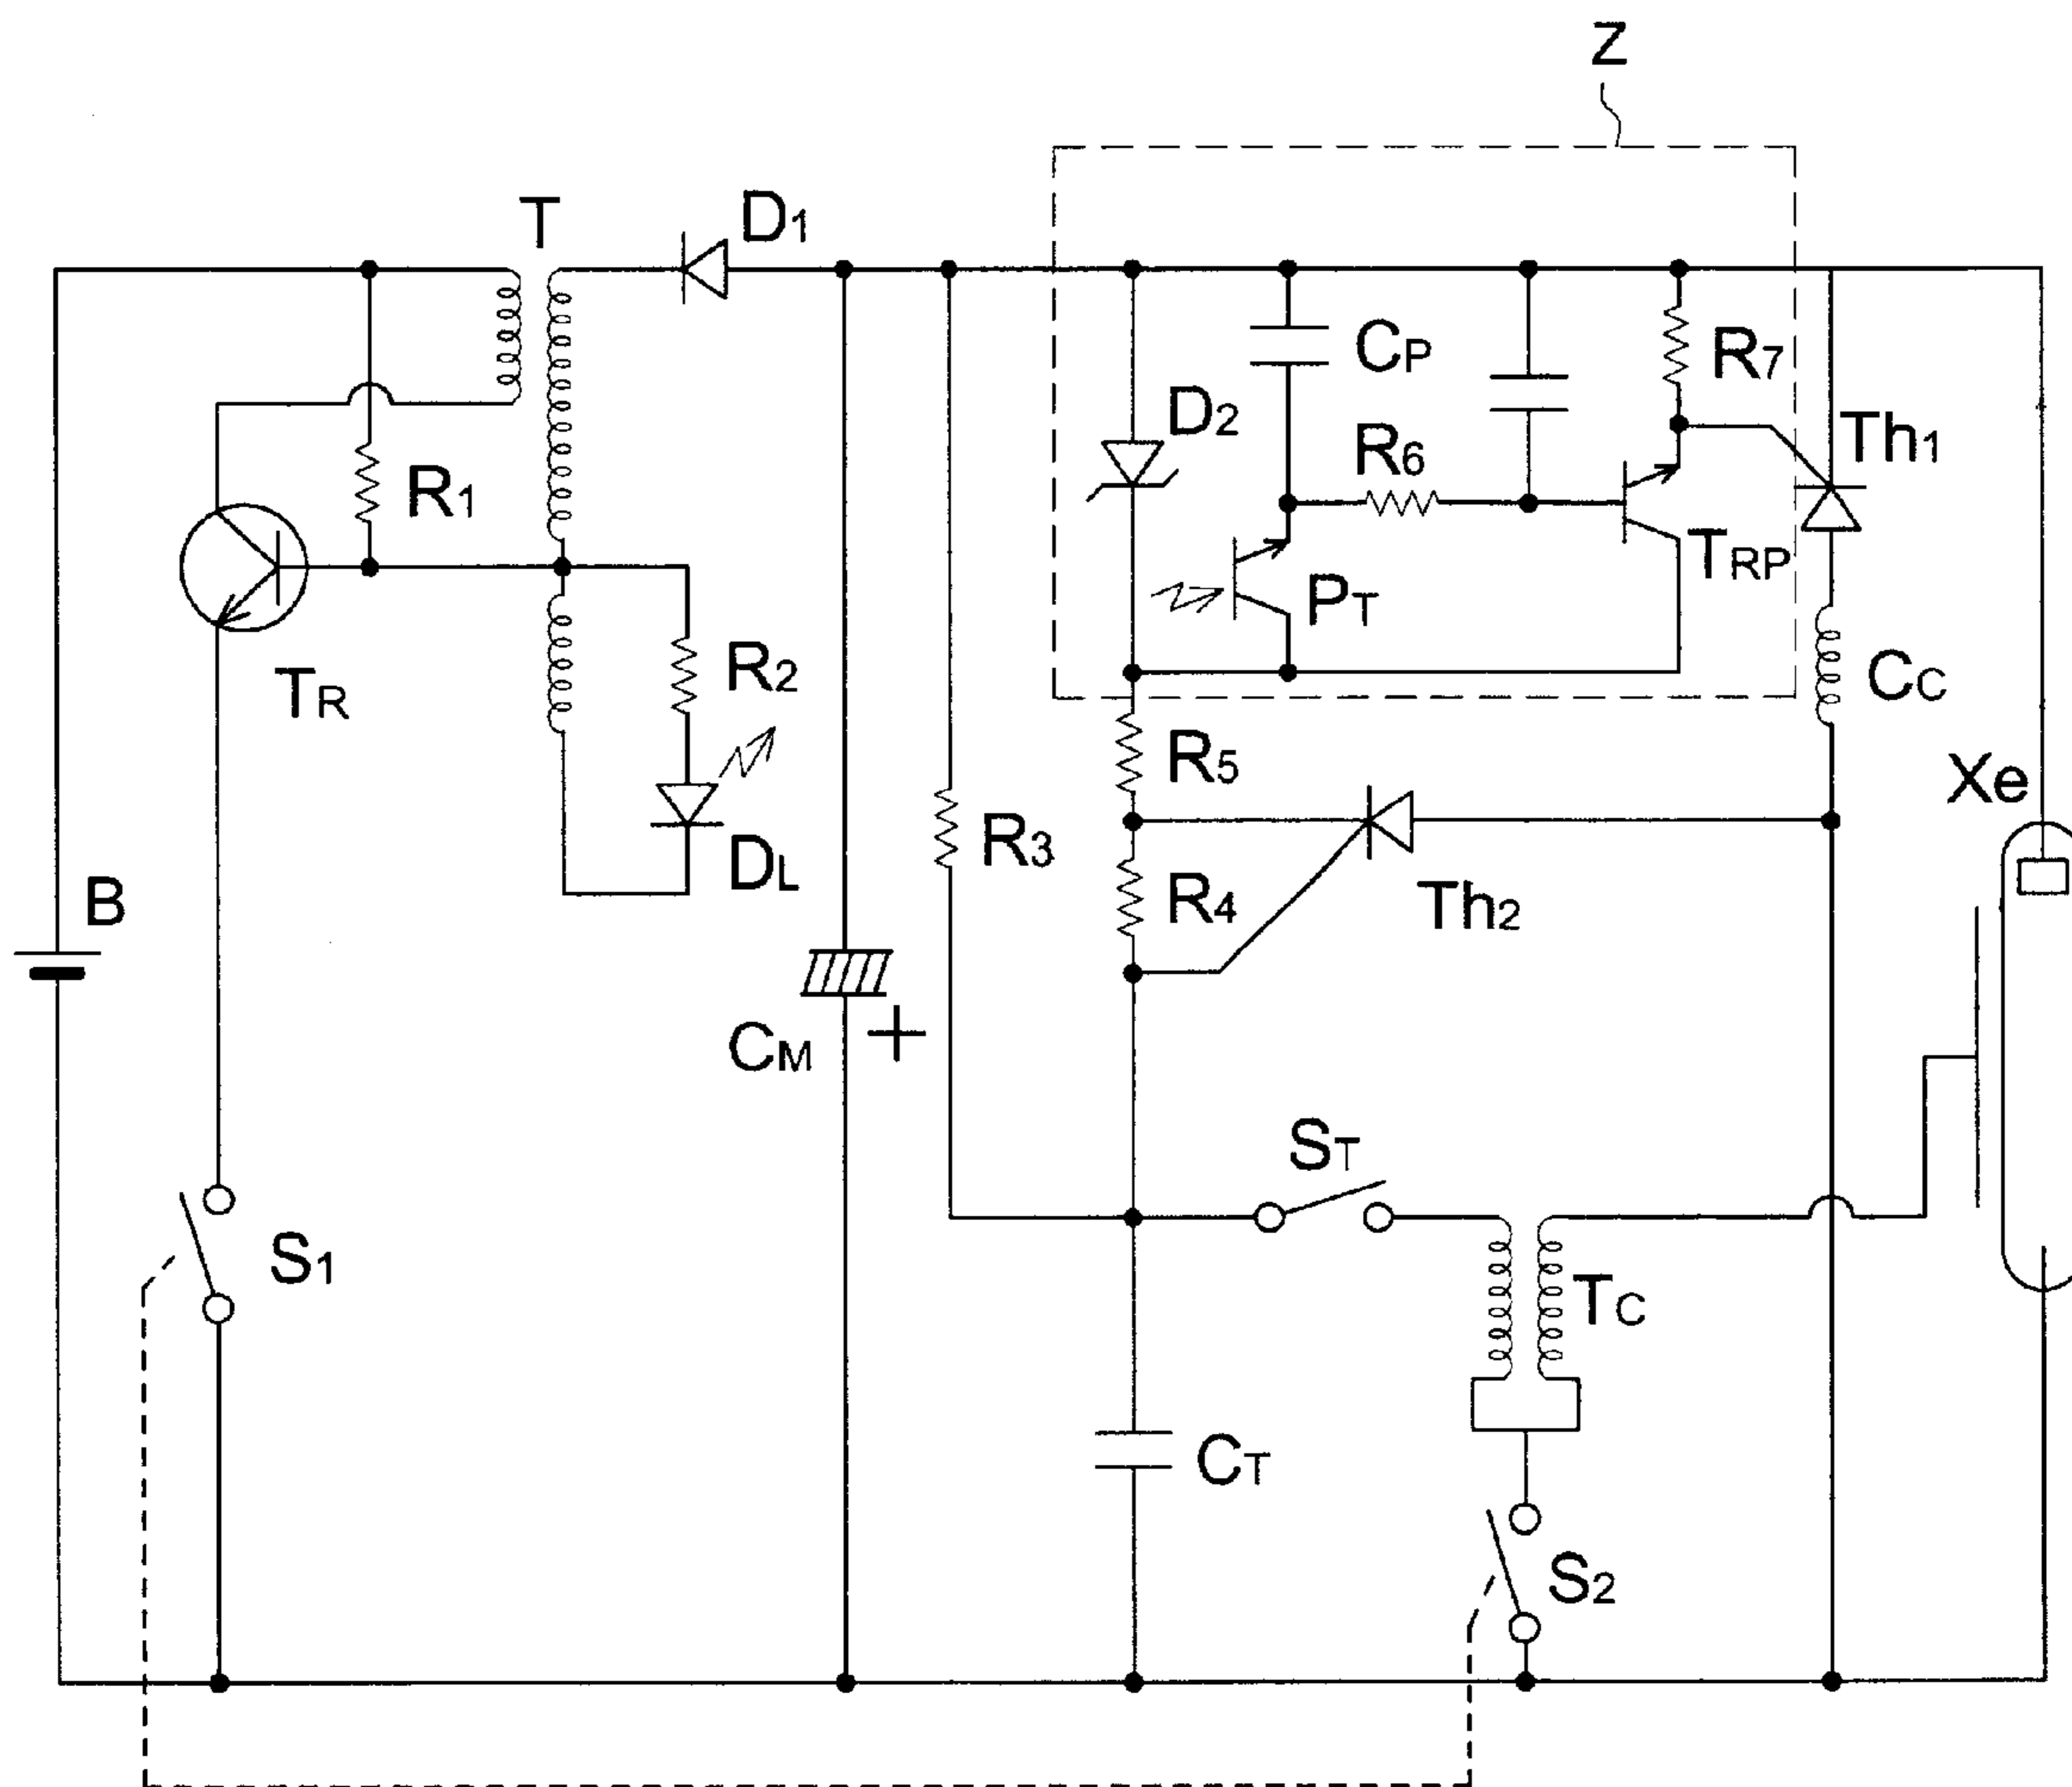 Z
T
D1
CP
R7
D2
R6
Th1
R1
TRP
PT
R2
CC
TR
R5
Xe
R3
DL
R4
Th2
B
CM
+
ST
S1
TC
CT
S2